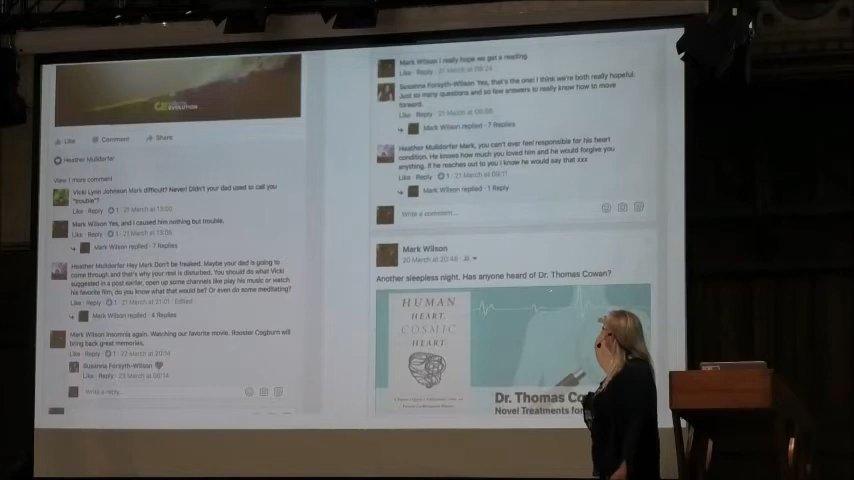 EVOLUTION
Like Comment Share
Heather Mulldorfer
View 1 more comment
Vicki Lynn Johnson Mark difficult? Never! Didn't your dad used to call you
"trouble"?
Like · Reply · 1 · 21 March at 13:05
Mark Wilson Yes, and I caused him nothing but trouble.
Like · Reply · 1 · 21 March at
Mark Wilson replied · 7 Replies
Heather Mulldorfer Hey Mark Don't be freaked. Maybe your dad is going to
come through and that's why your rest is disturbed. You should do what Vicki
suggested in a post earlier, open up some channels like play his music or watch
his favorite film, do you know what that would be? Or even do some meditating?
Like · Reply · 1 · 21 March at 21:01 · Edited
Mark Wilson replied · 4 Replies
Mark Wilson Insomnia again. Watching our favorite movie, Rooster Cogburn will
bring back great memories.
Like · Reply · 1 · 22 March at 20:16
Susanna Forsyth-Wilson
Like · Reply · 23 March at 06:14
Write a reply...
Mark Wilson I really hope we get a reading
Like · Reply · 21 March at 06:24
Susanna Forsyth-Wilson Yes, that's the one! I think we're both really hopeful.
Just so many questions and so few answers to really know how to move
forward.
Like · Reply · 21 March at
Mark Wilson replied · 7 Replies
Heather Mulldorfer Mark, you can't ever feel responsible for his heart
condition. He knows how much you loved him and he would forgive you
anything. If he reaches out to you I know he would say that xxx
Like · Reply · 1 · 21 March at 09:11
Mark Wilson replied · 1 Reply
Write a comment...
Mark Wilson
20 March at 20:46
Another sleepless night. Has anyone heard of Dr. Thomas Cowan?
HUMAN
HEART,
COSMIC
HEART
Dr. Thomas Co
Novel Treatments for